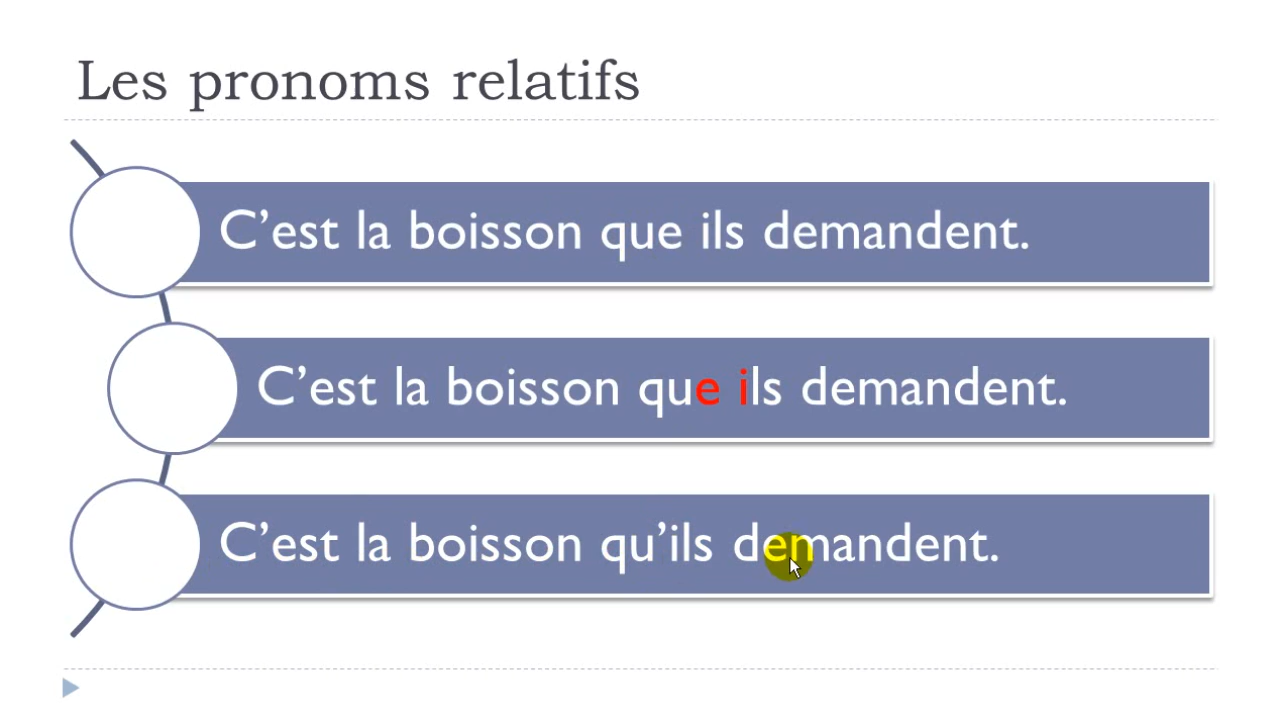 Les pronoms relatifs
C’est la boisson que ils demandent.
C’est la boisson que ils demandent.
C’est la boisson qu’ils demandent.